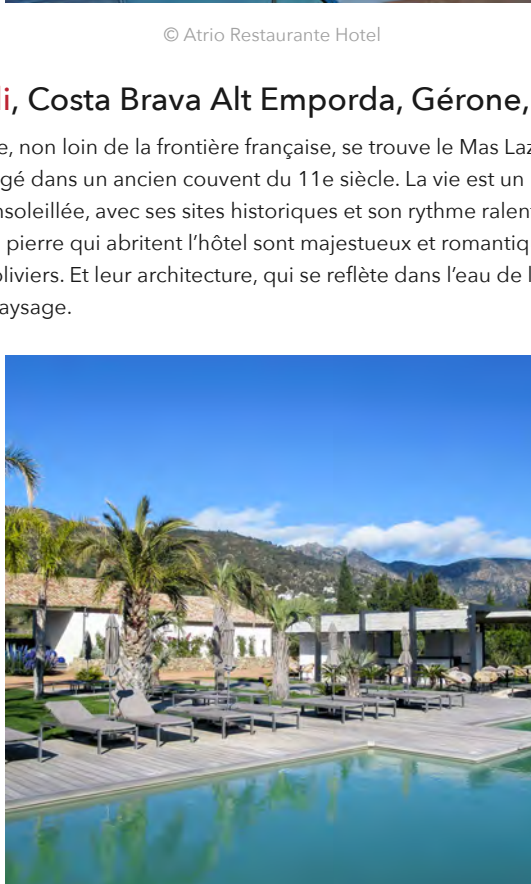 © Atrio Restaurante Hotel
i, Costa Brava Alt Emporda, Gérone,
e, non loin de la frontière française, se trouve le Mas Laz
gé dans un ancien couvent du 11e siècle. La vie est un
nsoleillée, avec ses sites historiques et son rythme ralent
pierre qui abritent l’hôtel sont majestueux et romantiq
oliviers. Et leur architecture, qui se reflète dans l’eau de l
aysage.